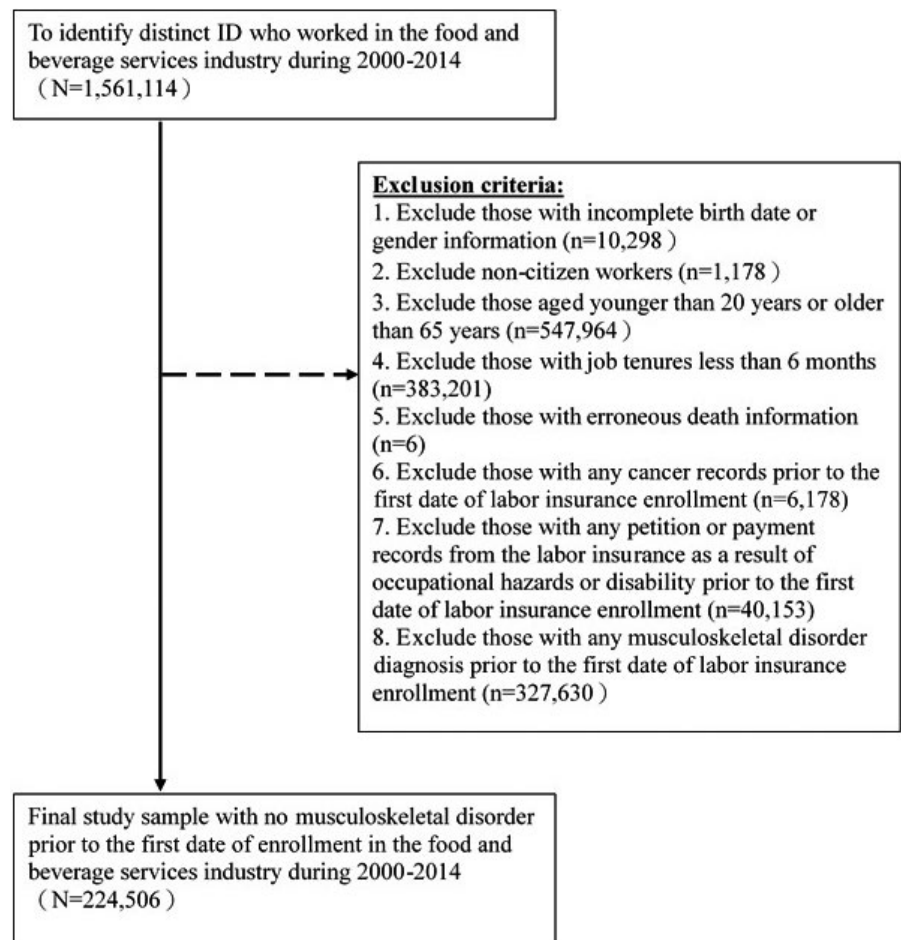 To identify distinct ID who worked in the food and
beverage services industry during 2000-2014
（N=1,561,114）
Exclusion criteria:
1. Exclude those with incomplete birth date or
gender information (n=10,298）
2. Exclude non-citizen workers (n=1,178）
3. Exclude those aged younger than 20 years or older
than 65 years (n=547,964）
4. Exclude those with job tenures less than 6 months
(n=383,201)
5. Exclude those with erroneous death information
(n=6)
6. Exclude those with any cancer records prior to the
first date of labor insurance enrollment (n=6,178)
7. Exclude those with any petition or payment
records from the labor insurance as a result of
occupational hazards or disability prior to the first
date of labor insurance enrollment (n=40,153)
8. Exclude those with any musculoskeletal disorder
diagnosis prior to the first date of labor insurance
enrollment (n=327,630）
Final study sample with no musculoskeletal disorder
prior to the first date of enrollment in the food and
beverage services industry during 2000-2014
（N=224,506）